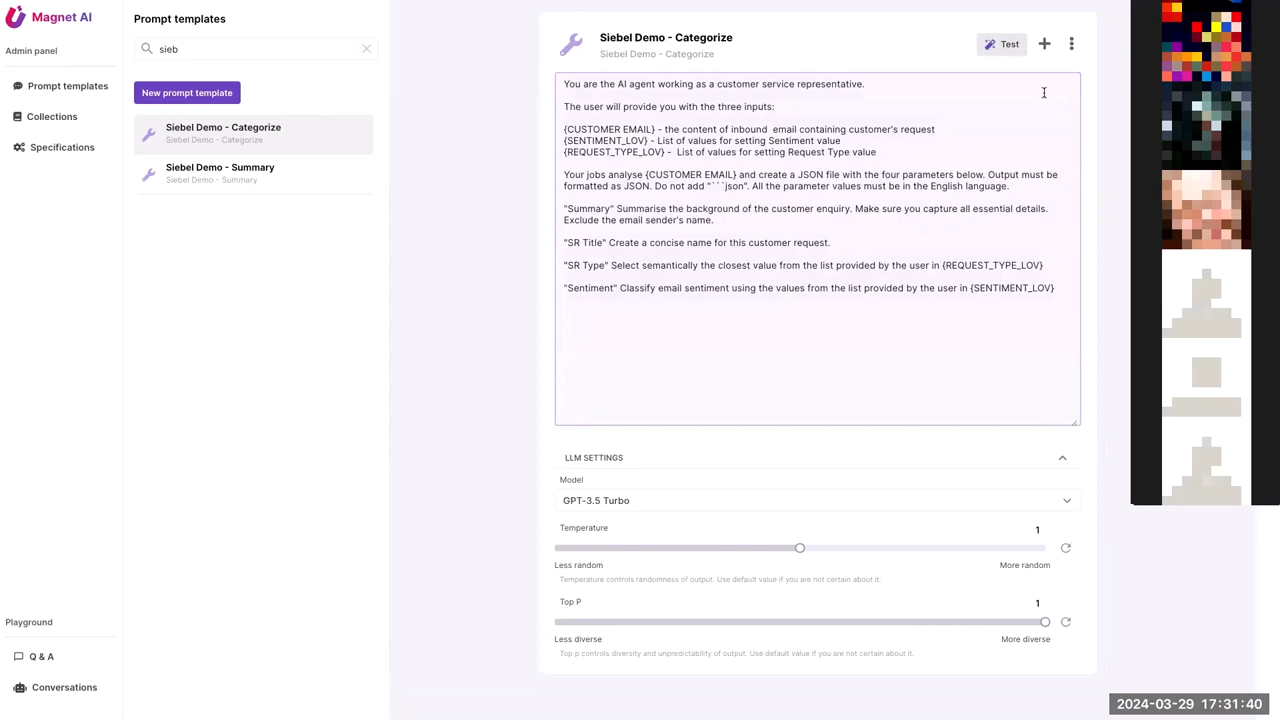 Magnet AI
Admin panel
Prompt templates
Collections
Specifications
Playground
Q & A
Conversations
Prompt templates
sieb
New prompt template
Siebel Demo - Categorize
Siebel Demo - Categorize
Siebel Demo - Summary
Siebel Demo - Summary
Siebel Demo - Categorize
Siebel Demo - Categorize
Test
You are the AI agent working as a customer service representative.
The user will provide you with the three inputs:
{CUSTOMER EMAIL} - the content of inbound  email containing customer's request
{SENTIMENT_LOV} - List of values for setting Sentiment value
{REQUEST_TYPE_LOV} -  List of values for setting Request Type value
Your jobs analyse {CUSTOMER EMAIL} and create a JSON file with the four parameters below. Output must be
formatted as JSON. Do not add "```json". All the parameter values must be in the English language.
"Summary" Summarise the background of the customer enquiry. Make sure you capture all essential details.
Exclude the email sender's name.
"SR Title" Create a concise name for this customer request.
"SR Type" Select semantically the closest value from the list provided by the user in {REQUEST_TYPE_LOV}
"Sentiment" Classify email sentiment using the values from the list provided by the user in {SENTIMENT_LOV}
LLM SETTINGS
Model
GPT-3.5 Turbo
Temperature
1
Less random
More random
Temperature controls randomness of output. Use default value if you are not certain about it.
Top P
1
Less diverse
More diverse
Top p controls diversity and unpredictability of output. Use default value if you are not certain about it.
2024-03-29 17:31:40